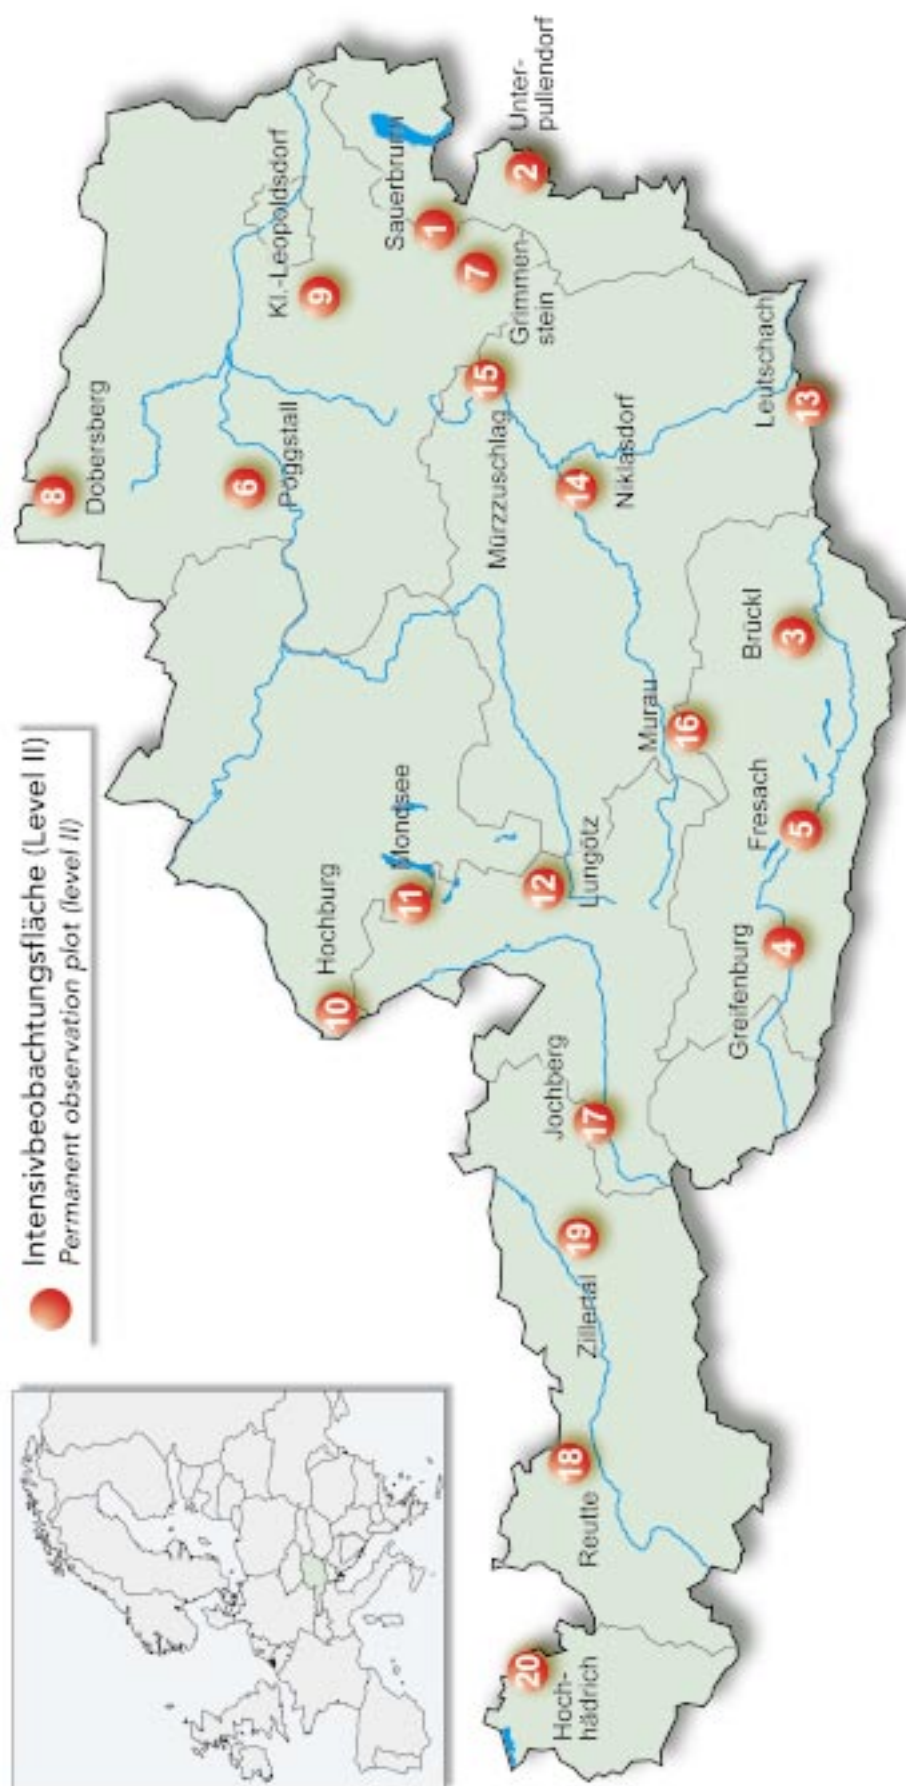 Intensivbeobachtungsfläche (Level II)
Permanent observation plot (level II)
8
Dobersberg
6
Poggstall
Kl.-Leopoldsdorf
9
Sauerbrunn
1
7
Grimmen-
stein
2
Unter-
pullendorf
15
Mürzzuschlag
14
Niklasdorf
Leutschach
13
Hochburg
10
Mondsee
11
12
Lungötz
Murau
16
Brückl
3
Fresach
5
Greifenburg
4
Jochberg
17
19
Zillertal
18
Reutte
20
Hoch-
hädrich